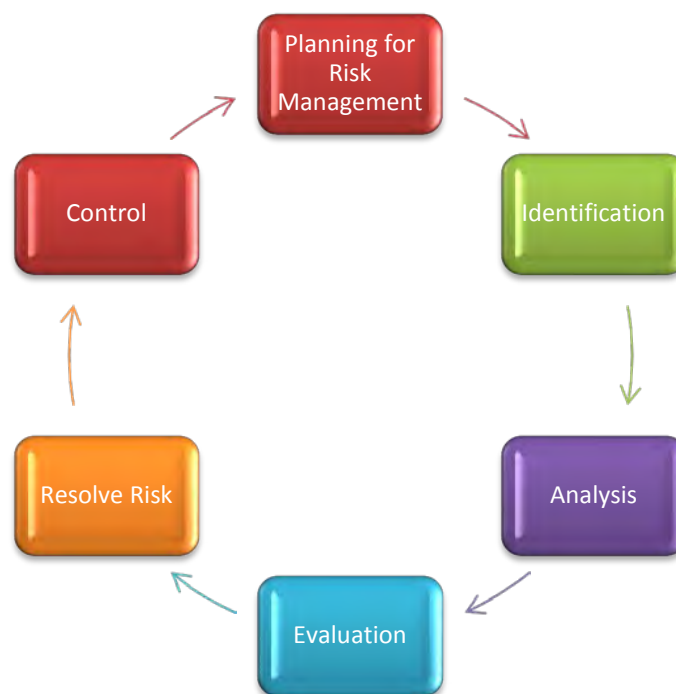 Planning for
Risk
Management
Identification
Analysis
Evaluation
Resolve Risk
Control